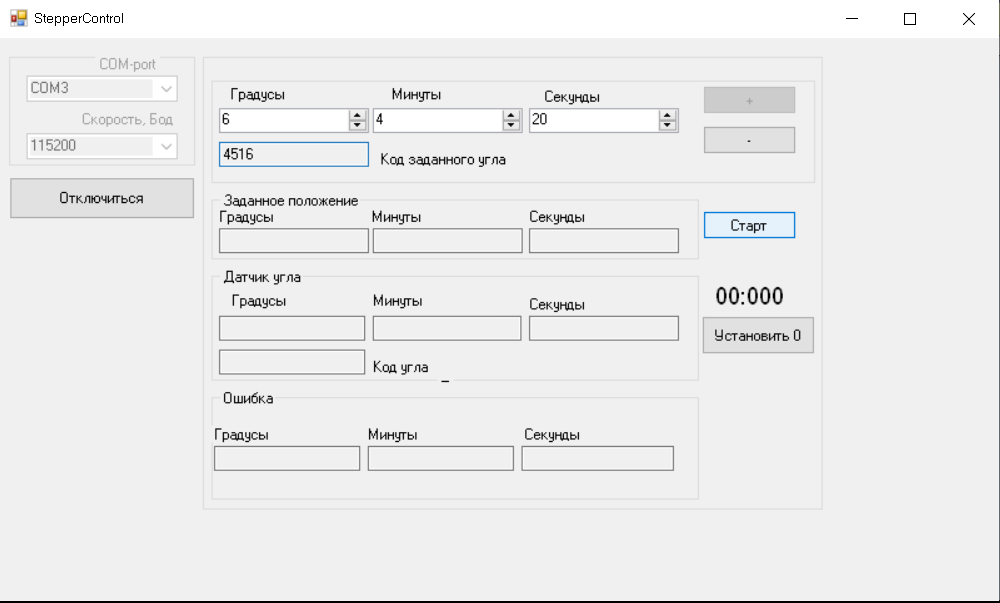 StepperControl
COM-port
COM3
Скорость, Бод
115200
Отключиться
Градусы Минуты Секунды
6 4 20
+
-
4516 Код заданного угла
Заданное положение
Градусы Минуты Секунды
Старт
Датчик угла
Градусы Минуты Секунды
00:000
Установить 0
Код угла
Ошибка
Градусы Минуты Секунды